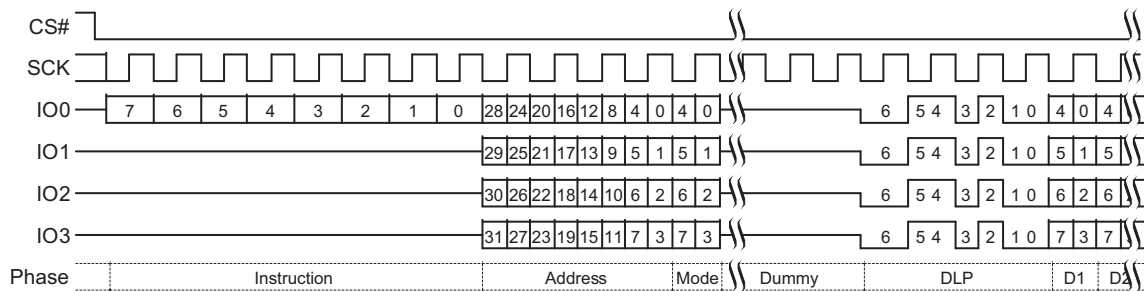 CS#
SCK
IO0 7 6 5 4 3 2 1 0 28 24 20 16 12 8 4 0 4 0 6 5 4 3 2 1 0 4 0 4
IO1 29 25 21 17 13 9 5 1 5 1 6 5 4 3 2 1 0 5 1 5
IO2 30 26 22 18 14 10 6 2 6 2 6 5 4 3 2 1 0 6 2 6
IO3 31 27 23 19 15 11 7 3 7 3 6 5 4 3 2 1 0 7 3 7
Phase Instruction Address Mode Dummy DLP D1 D2